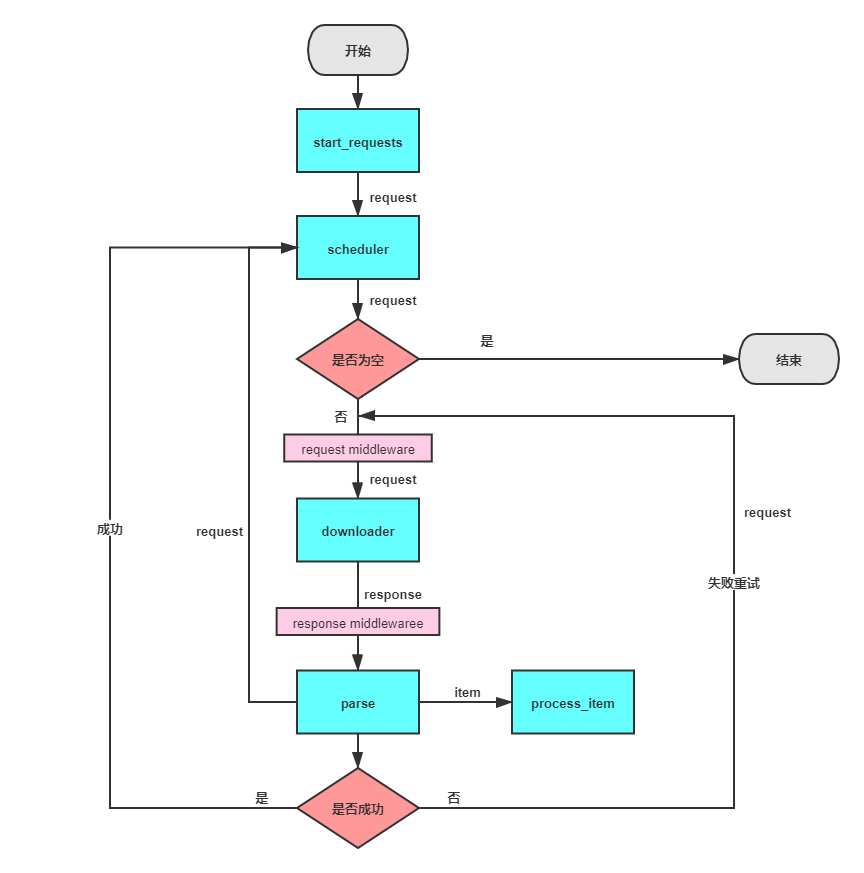 开始
start_requests
request
scheduler
request
是否为空
是
结束
否
request middleware
request
downloader
request
成功
request
失败重试
response
response middlewaree
parse
item
process_item
是否成功
是
否